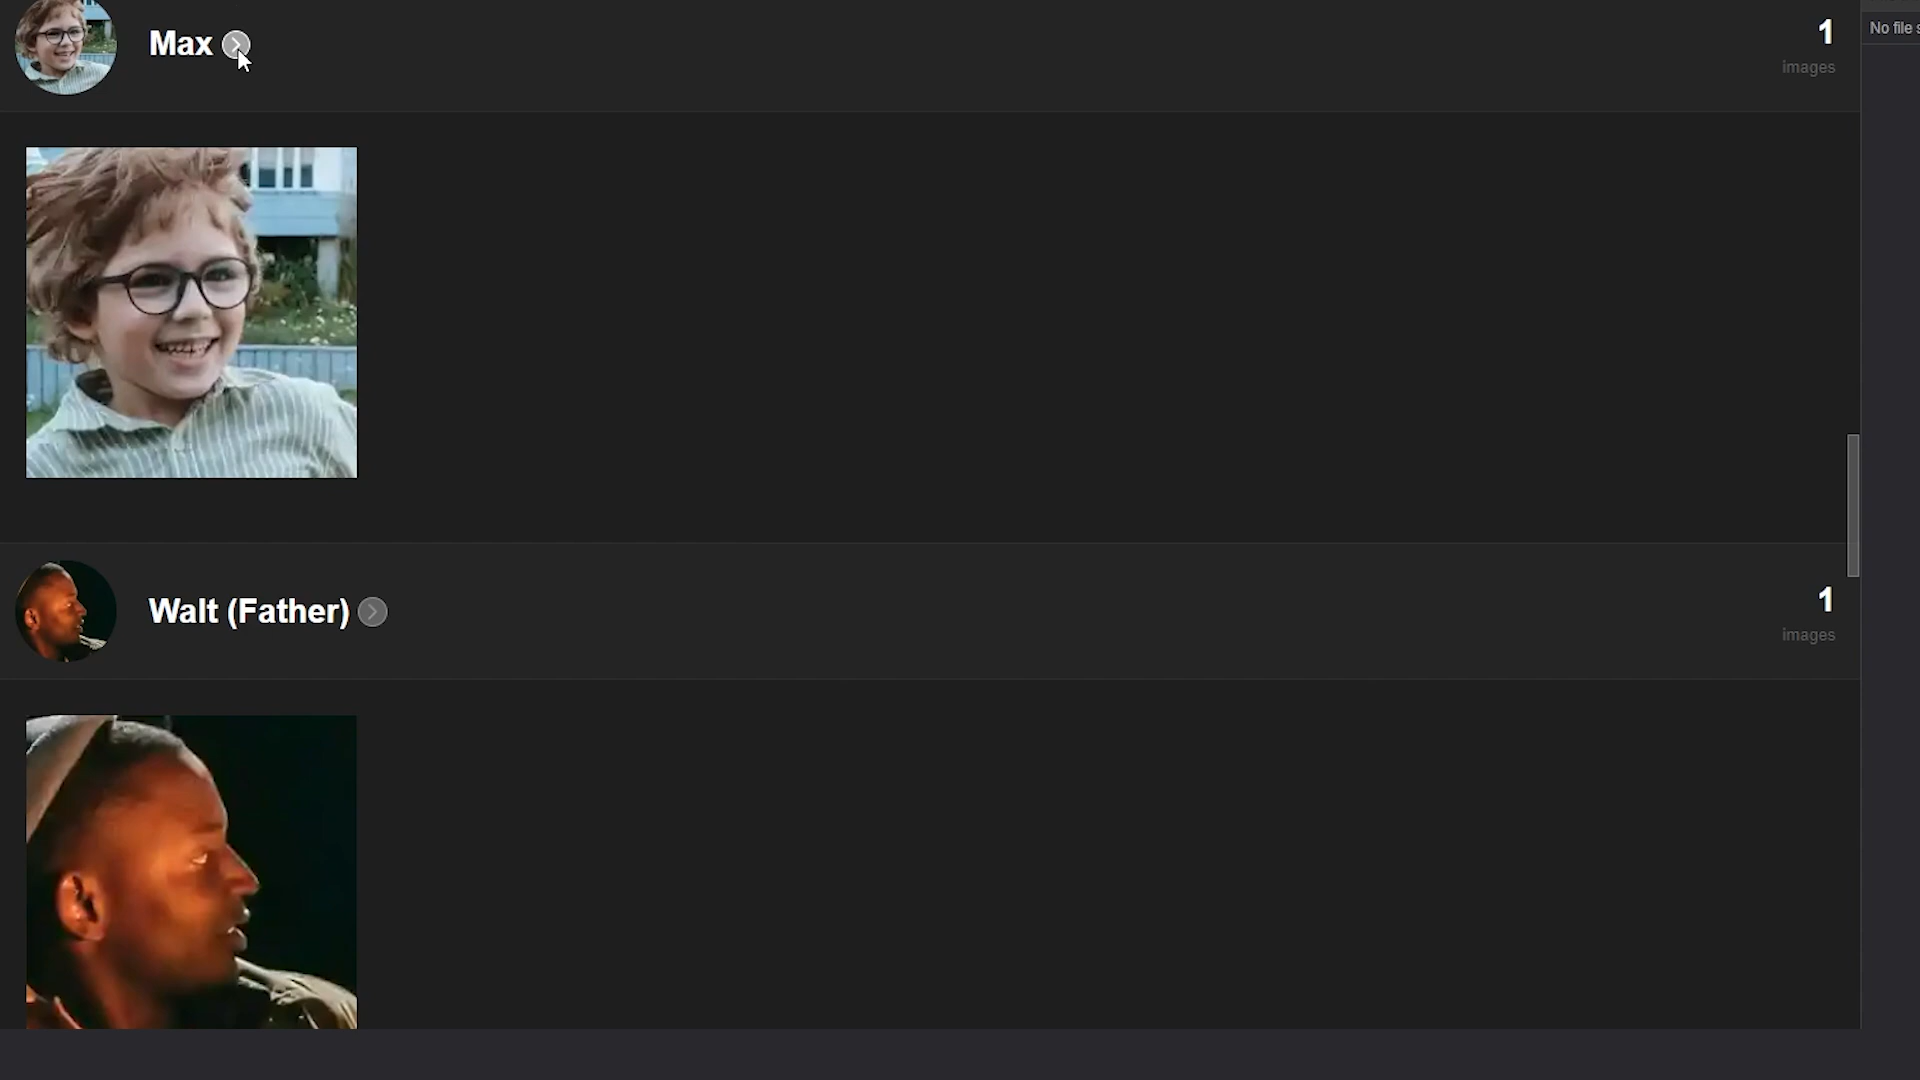 Max
1
images
No file s
Walt (Father)
1
images